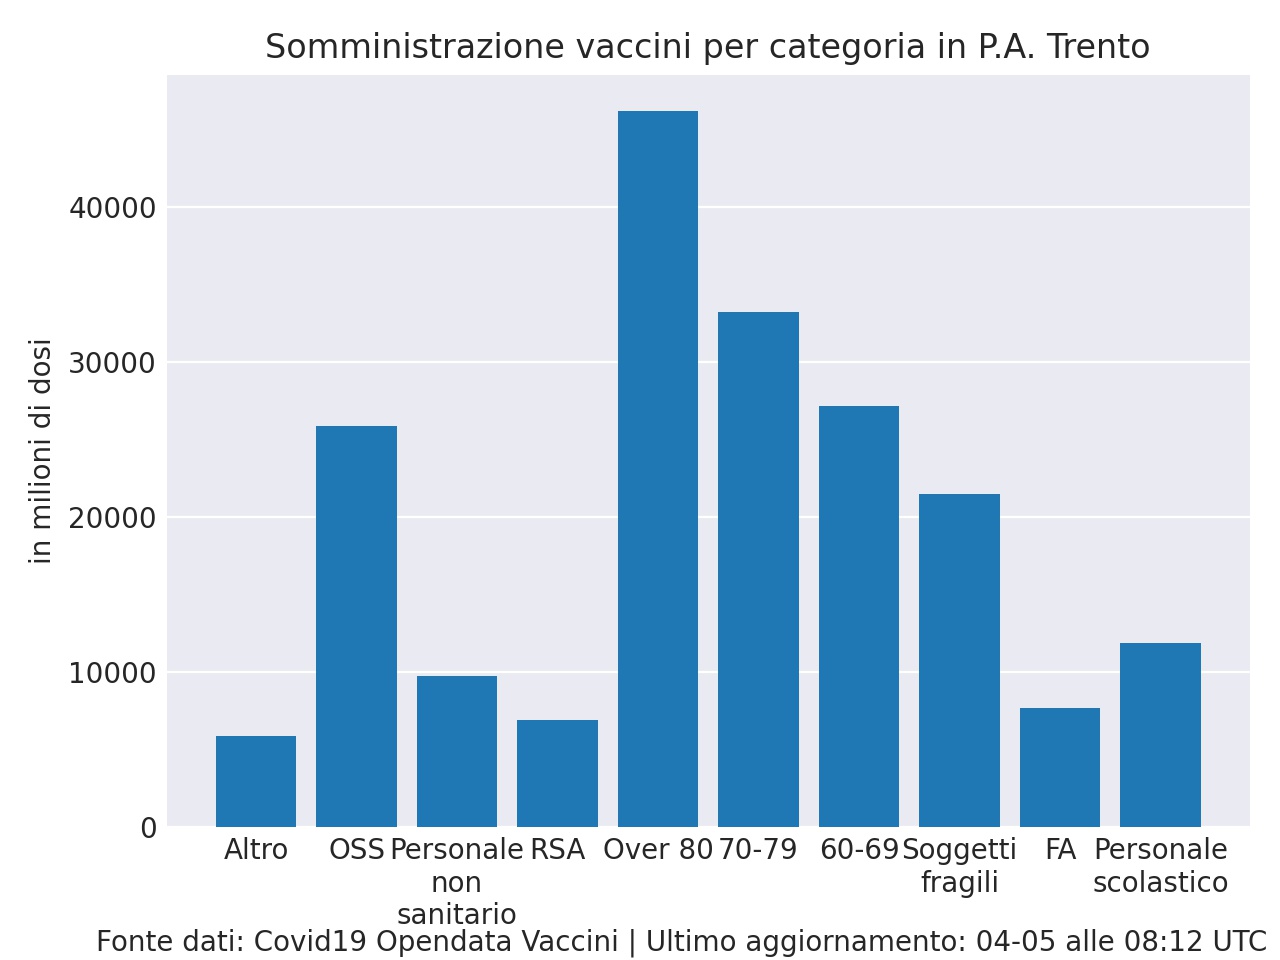 Somministrazione vaccini per categoria in P.A. Trento
in milioni di dosi
40000
30000
20000
10000
0
Altro
OSS
Personale
non
sanitario
RSA
Over 80
70-79
60-69
Soggetti
fragili
FA
Personale
scolastico
Fonte dati: Covid19 Opendata Vaccini | Ultimo aggiornamento: 04-05 alle 08:12 UTC